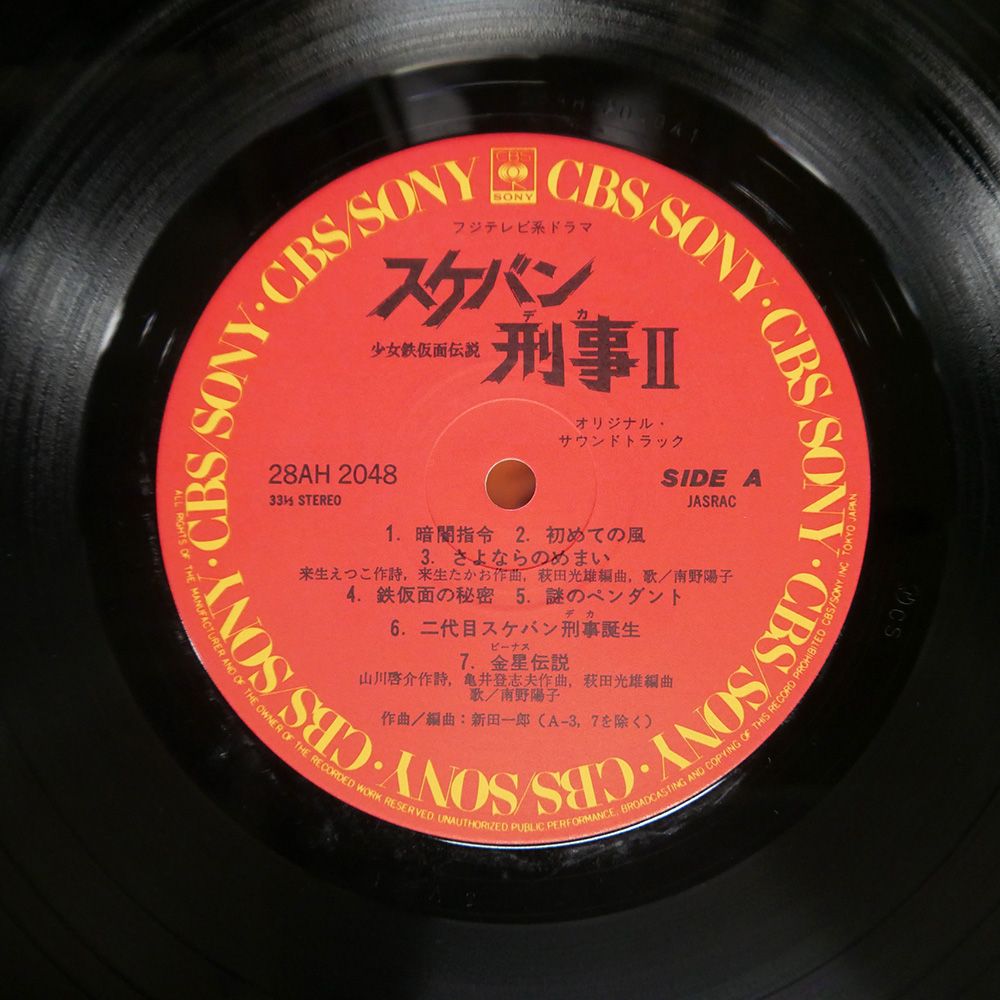 CBS/SONY · CBS/SONY · CBS/SONY · CBS/SONY · CBS/SONY · CBS/SONY · CBS/SONY · CBS/SONY
CBS
SONY
フジテレビ系ドラマ
スケバン
デカ
少女鉄仮面伝説 刑事II
オリジナル・
サウンドトラック
28AH 2048
SIDE A
33⅓ STEREO
JASRAC
1. 暗闇指令 2. 初めての風
3. さよならのめまい
来生えつこ作詩, 来生たかお作曲, 萩田光雄編曲, 歌／南野陽子
4. 鉄仮面の秘密 5. 謎のペンダント
デカ
6. 二代目スケバン刑事誕生
ビーナス
7. 金星伝説
山川啓介作詩, 亀井登志夫作曲, 萩田光雄編曲
歌／南野陽子
作曲／編曲：新田一郎（A-3, 7を除く）
ALL RIGHTS OF THE MANUFACTURER AND OF THE OWNER OF THE RECORDED WORK RESERVED. UNAUTHORIZED PUBLIC PERFORMANCE, BROADCASTING AND COPYING OF THIS RECORD PROHIBITED. CBS/SONY INC. TOKYO JAPAN